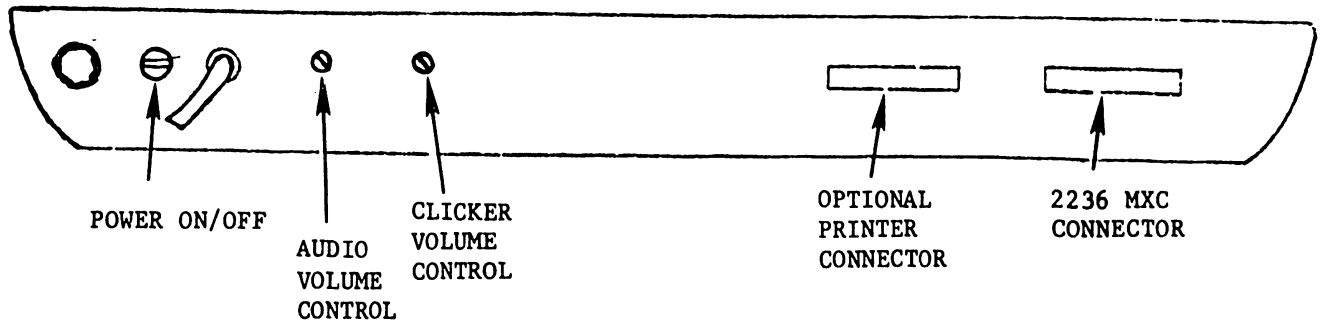 POWER ON/OFF
AUDIO
VOLUME
CONTROL
CLICKER
VOLUME
CONTROL
OPTIONAL
PRINTER
CONNECTOR
2236 MXC
CONNECTOR